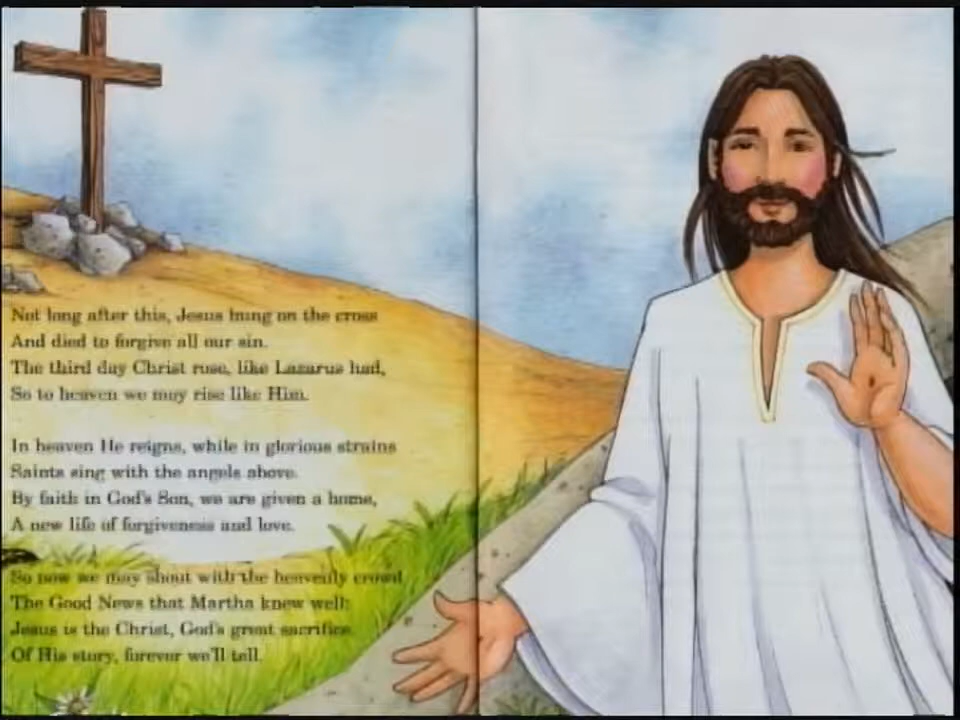 Not long after this, Jesus hung on the cross
And died to forgive all our sin.
The third day Christ rose, like Lazarus had,
So to heaven we may rise like Him.
In heaven He reigns, while in glorious strains
Saints sing with the angels above.
By faith in God's Son, we are given a home,
A new life of forgiveness and love.
So now we may shout with the heavenly crowd
The Good News that Martha knew well:
Jesus is the Christ, God's great sacrifice.
Of His story, forever we'll tell.